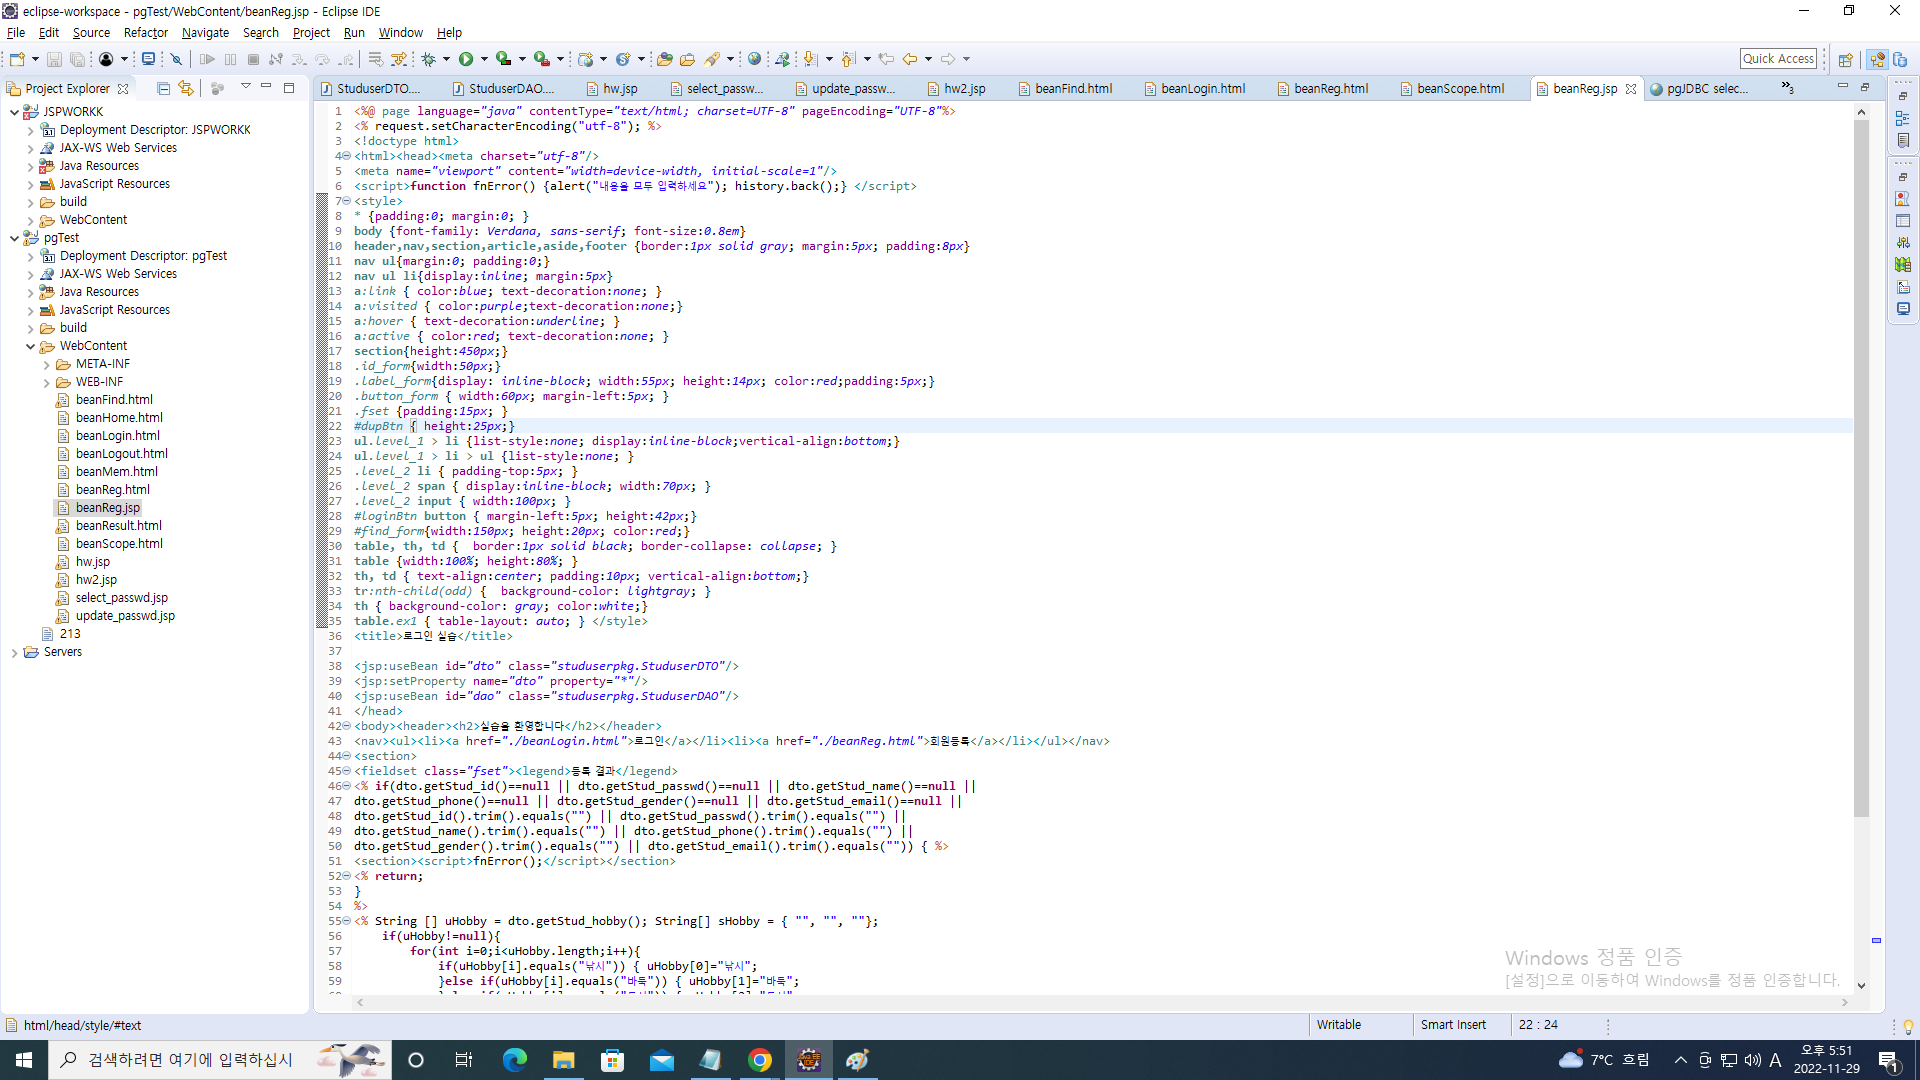 eclipse-workspace - pgTest/WebContent/beanReg.jsp - Eclipse IDE
File Edit Source Refactor Navigate Search Project Run Window Help
Quick Access
Project Explorer
JSPWORKK
Deployment Descriptor: JSPWORKK
JAX-WS Web Services
Java Resources
JavaScript Resources
build
WebContent
pgTest
Deployment Descriptor: pgTest
JAX-WS Web Services
Java Resources
JavaScript Resources
build
WebContent
META-INF
WEB-INF
beanFind.html
beanHome.html
beanLogin.html
beanLogout.html
beanMem.html
beanReg.html
beanReg.jsp
beanResult.html
beanScope.html
hw.jsp
hw2.jsp
select_passwd.jsp
update_passwd.jsp
213
Servers
StuduserDTO.... StuduserDAO.... hw.jsp select_passw... update_passw... hw2.jsp beanFind.html beanLogin.html beanReg.html beanScope.html beanReg.jsp pgJDBC selec... »3
1 <%@ page language="java" contentType="text/html; charset=UTF-8" pageEncoding="UTF-8"%>
2 <% request.setCharacterEncoding("utf-8"); %>
3 <!doctype html>
4 <html><head><meta charset="utf-8"/>
5 <meta name="viewport" content="width=device-width, initial-scale=1"/>
6 <script>function fnError() {alert("내용을 모두 입력하세요"); history.back();} </script>
7 <style>
8 * {padding:0; margin:0; }
9 body {font-family: Verdana, sans-serif; font-size:0.8em}
10 header,nav,section,article,aside,footer {border:1px solid gray; margin:5px; padding:8px}
11 nav ul{margin:0; padding:0;}
12 nav ul li{display:inline; margin:5px}
13 a:link { color:blue; text-decoration:none; }
14 a:visited { color:purple;text-decoration:none;}
15 a:hover { text-decoration:underline; }
16 a:active { color:red; text-decoration:none; }
17 section{height:450px;}
18 .id_form{width:50px;}
19 .label_form{display: inline-block; width:55px; height:14px; color:red;padding:5px;}
20 .button_form { width:60px; margin-left:5px; }
21 .fset {padding:15px; }
22 #dupBtn { height:25px;}
23 ul.level_1 > li {list-style:none; display:inline-block;vertical-align:bottom;}
24 ul.level_1 > li > ul {list-style:none; }
25 .level_2 li { padding-top:5px; }
26 .level_2 span { display:inline-block; width:70px; }
27 .level_2 input { width:100px; }
28 #loginBtn button { margin-left:5px; height:42px;}
29 #find_form{width:150px; height:20px; color:red;}
30 table, th, td {  border:1px solid black; border-collapse: collapse; }
31 table {width:100%; height:80%; }
32 th, td { text-align:center; padding:10px; vertical-align:bottom;}
33 tr:nth-child(odd) {  background-color: lightgray; }
34 th { background-color: gray; color:white;}
35 table.ex1 { table-layout: auto; } </style>
36 <title>로그인 실습</title>
37
38 <jsp:useBean id="dto" class="studuserpkg.StuduserDTO"/>
39 <jsp:setProperty name="dto" property="*"/>
40 <jsp:useBean id="dao" class="studuserpkg.StuduserDAO"/>
41 </head>
42 <body><header><h2>실습을 환영합니다</h2></header>
43 <nav><ul><li><a href="./beanLogin.html">로그인</a></li><li><a href="./beanReg.html">회원등록</a></li></ul></nav>
44 <section>
45 <fieldset class="fset"><legend>등록 결과</legend>
46 <% if(dto.getStud_id()==null || dto.getStud_passwd()==null || dto.getStud_name()==null ||
47 dto.getStud_phone()==null || dto.getStud_gender()==null || dto.getStud_email()==null ||
48 dto.getStud_id().trim().equals("") || dto.getStud_passwd().trim().equals("") ||
49 dto.getStud_name().trim().equals("") || dto.getStud_phone().trim().equals("") ||
50 dto.getStud_gender().trim().equals("") || dto.getStud_email().trim().equals("")) { %>
51 <section><script>fnError();</script></section>
52 <% return;
53 }
54 %>
55 <% String [] uHobby = dto.getStud_hobby(); String[] sHobby = { "", "", ""};
56 if(uHobby!=null){
57 for(int i=0;i<uHobby.length;i++){
58 if(uHobby[i].equals("낚시")) { uHobby[0]="낚시";
59 }else if(uHobby[i].equals("바둑")) { uHobby[1]="바둑";
Windows 정품 인증
[설정]으로 이동하여 Windows를 정품 인증합니다.
html/head/style/#text
Writable
Smart Insert
22 : 24
검색하려면 여기에 입력하십시
7°C 흐림
A
오후 5:51
2022-11-29
1